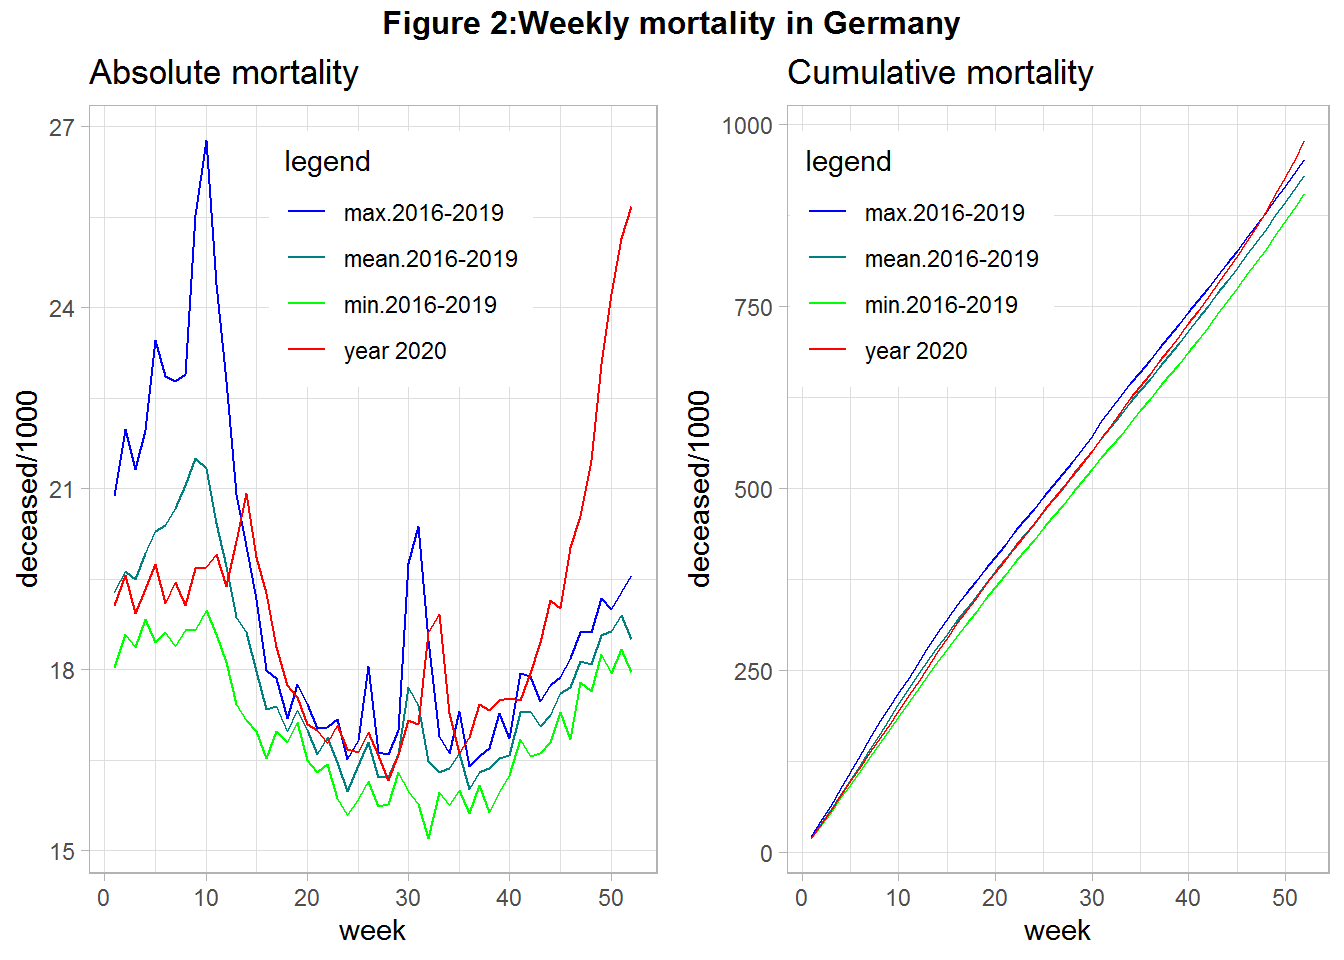 Figure 2:Weekly mortality in Germany
Absolute mortality
27
24
21
18
15
0 10 20 30 40 50
week
deceased/1000
legend
max.2016-2019
mean.2016-2019
min.2016-2019
year 2020
Cumulative mortality
1000
750
500
250
0
0 10 20 30 40 50
week
deceased/1000
legend
max.2016-2019
mean.2016-2019
min.2016-2019
year 2020